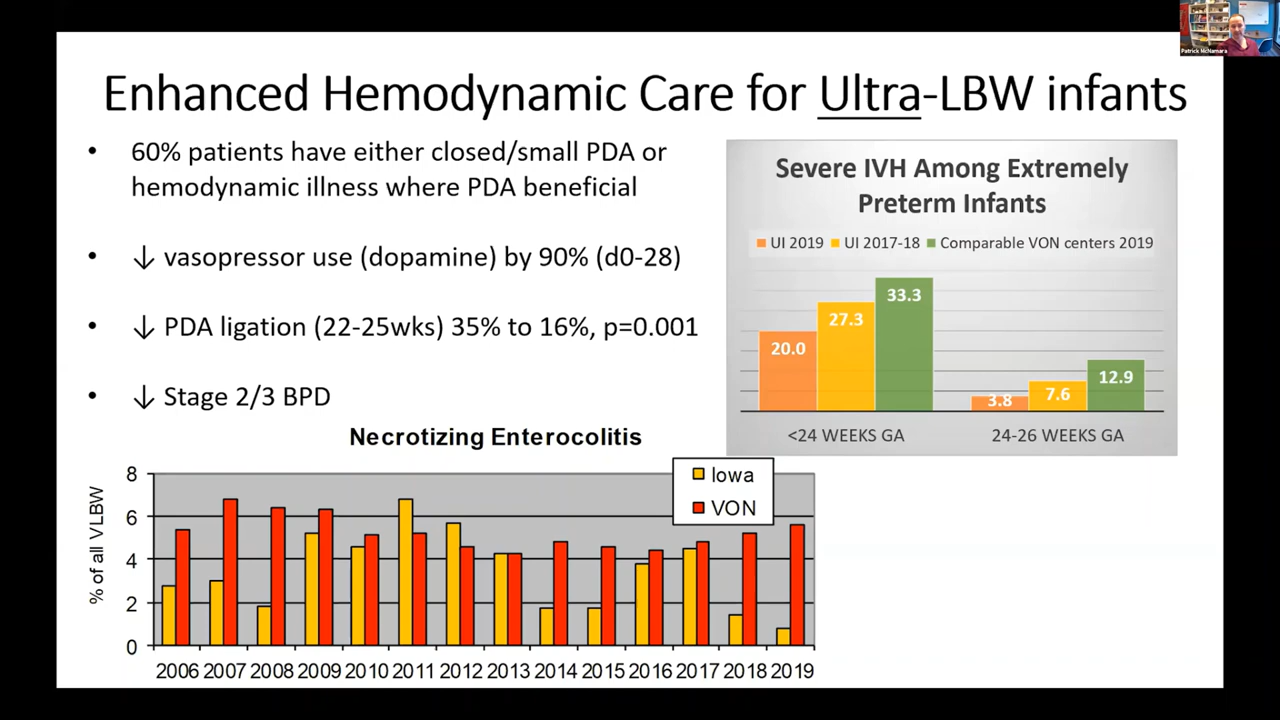 Patrick McNamara
Enhanced Hemodynamic Care for Ultra-LBW infants
• 60% patients have either closed/small PDA or
hemodynamic illness where PDA beneficial
• ↓ vasopressor use (dopamine) by 90% (d0-28)
• ↓ PDA ligation (22-25wks) 35% to 16%, p=0.001
• ↓ Stage 2/3 BPD
Severe IVH Among Extremely
Preterm Infants
UI 2019 UI 2017-18 Comparable VON centers 2019
20.0 27.3 33.3 3.8 7.6 12.9
<24 WEEKS GA 24-26 WEEKS GA
Necrotizing Enterocolitis
Iowa
VON
% of all VLBW
8
6
4
2
0
2006 2007 2008 2009 2010 2011 2012 2013 2014 2015 2016 2017 2018 2019